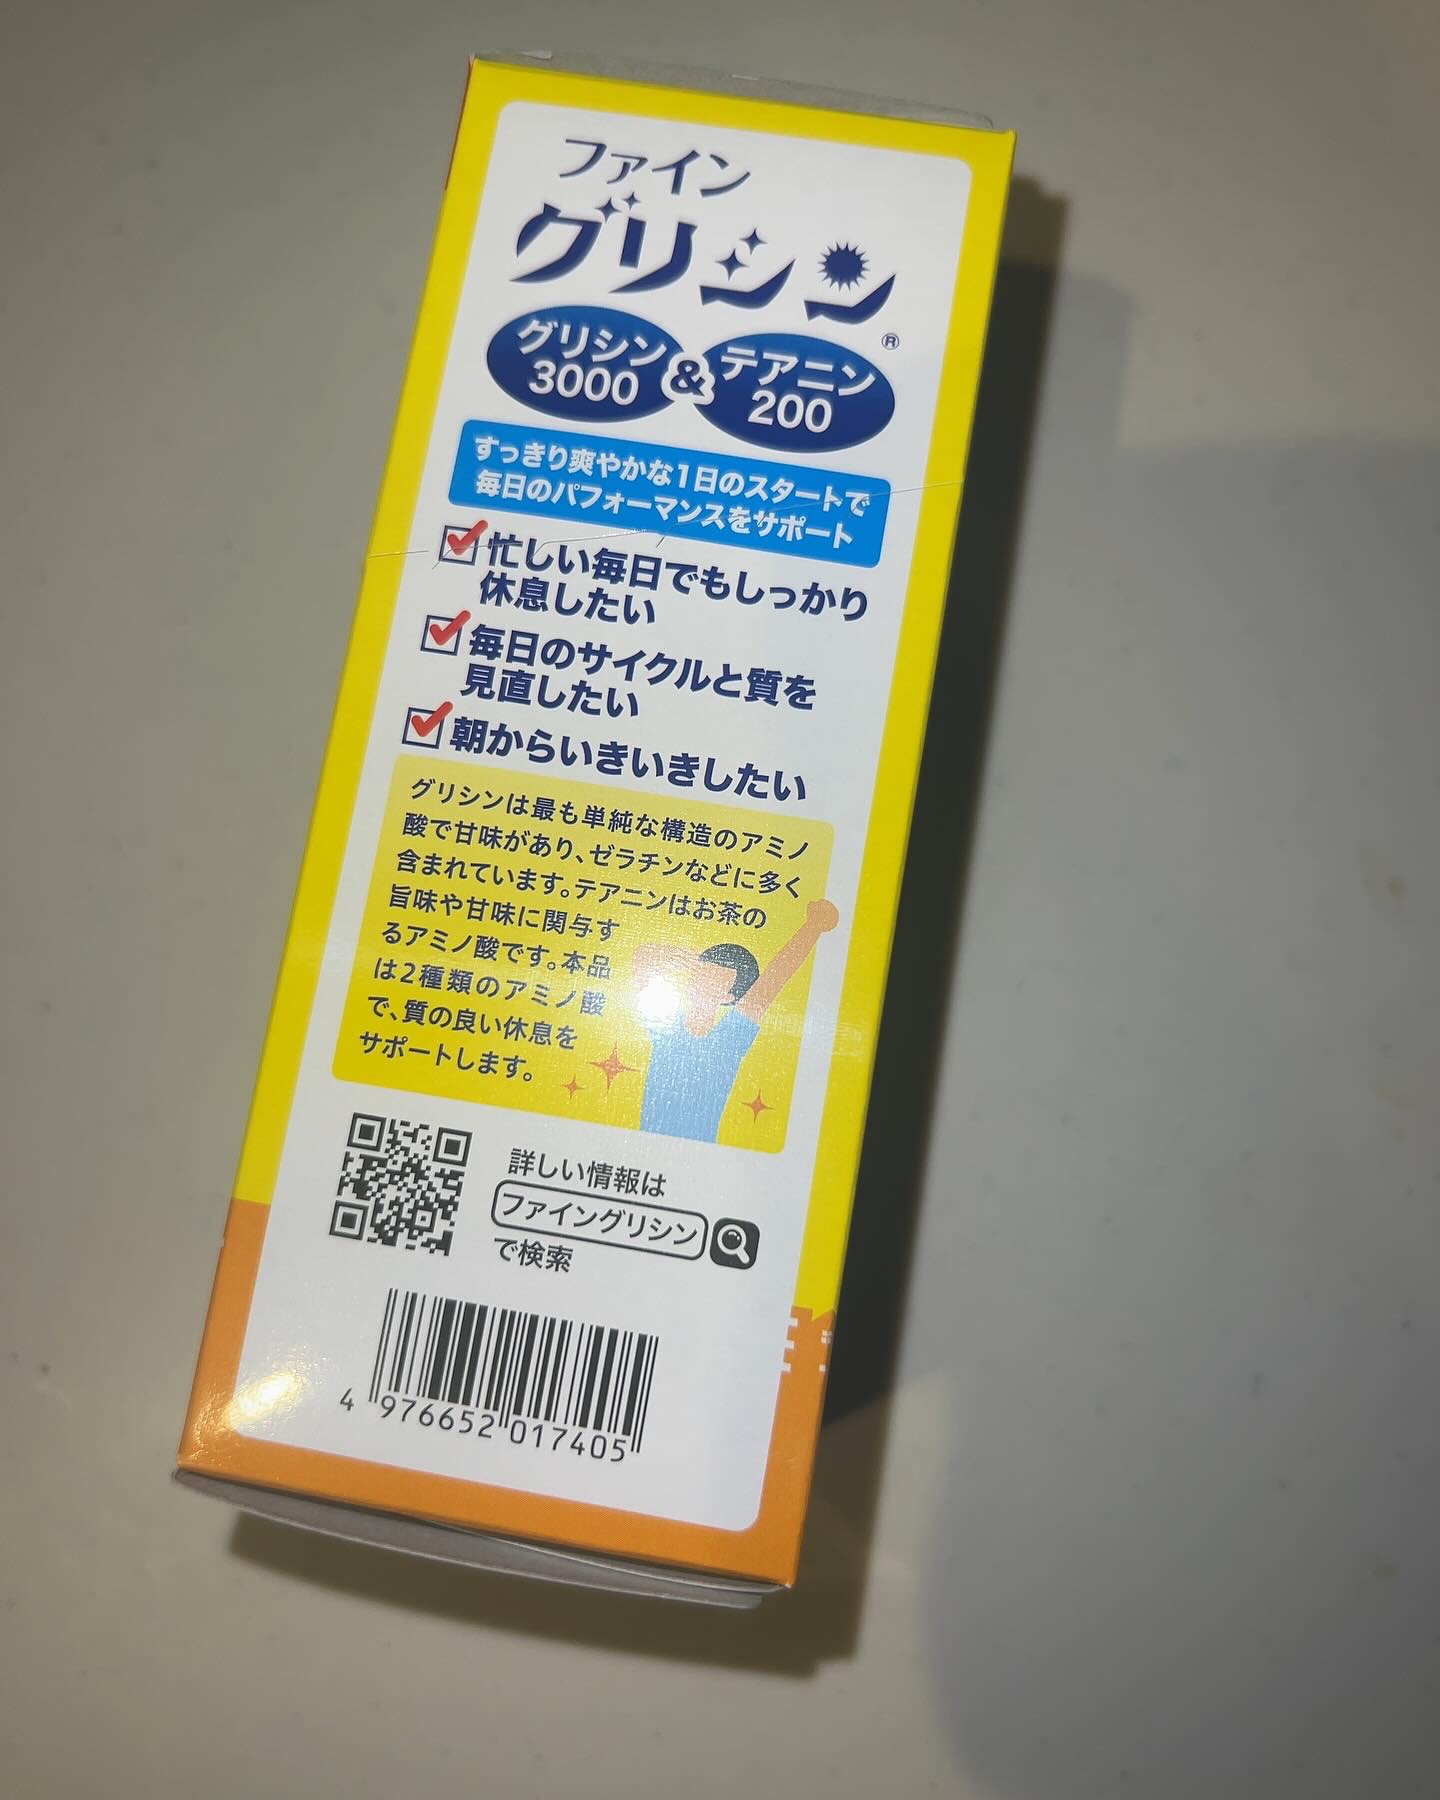 ファイン
グリシン
®
グリシン
3000
&
テアニン
200
すっきり爽やかな1日のスタートで
毎日のパフォーマンスをサポート
忙しい毎日でもしっかり
休息したい
毎日のサイクルと質を
見直したい
朝からいきいきしたい
グリシンは最も単純な構造のアミノ
酸で甘味があり、ゼラチンなどに多く
含まれています。テアニンはお茶の
旨味や甘味に関与す
るアミノ酸です。本品
は2種類のアミノ酸
で、質の良い休息を
サポートします。
詳しい情報は
ファイングリシン
で検索
4 976652 017405